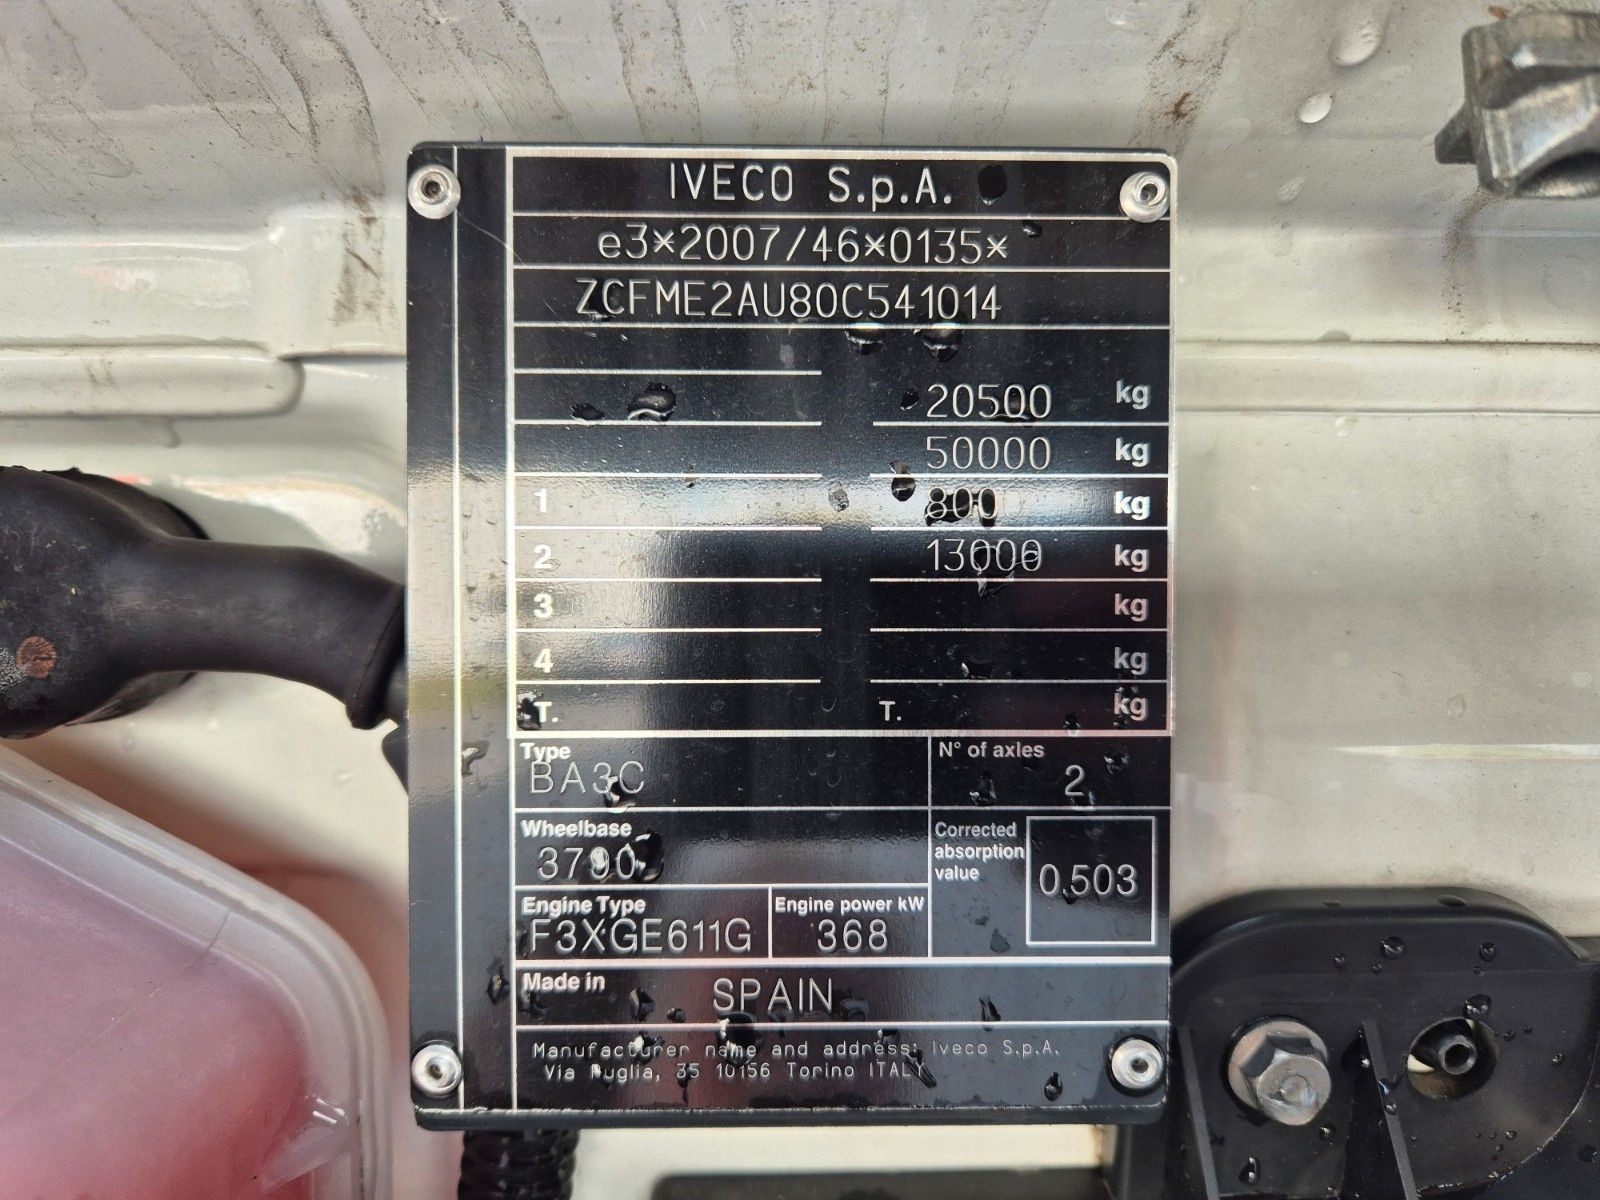 IVECO S.p.A.
e3*2007/46*0135*
ZCFME2AU80C541014
20500 kg
50000 kg
1 8000 kg
2 13000 kg
3 kg
4 kg
T. T. kg
Type N° of axles
BA3C 2
Wheelbase
3790
Corrected
absorption
value
0.503
Engine Type Engine power kW
F3XGE611G 368
Made in SPAIN
Manufacturer name and address: Iveco S.p.A.
Via Puglia, 35 10156 Torino ITALY